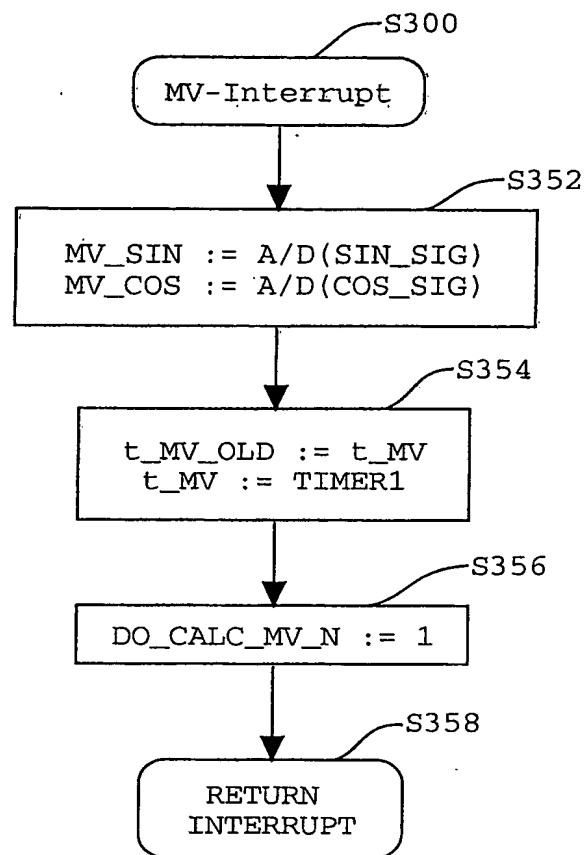 S300
MV-Interrupt
S352
MV_SIN := A/D(SIN_SIG)
MV_COS := A/D(COS_SIG)
S354
t_MV_OLD := t_MV
t_MV := TIMER1
S356
DO_CALC_MV_N := 1
S358
RETURN
INTERRUPT